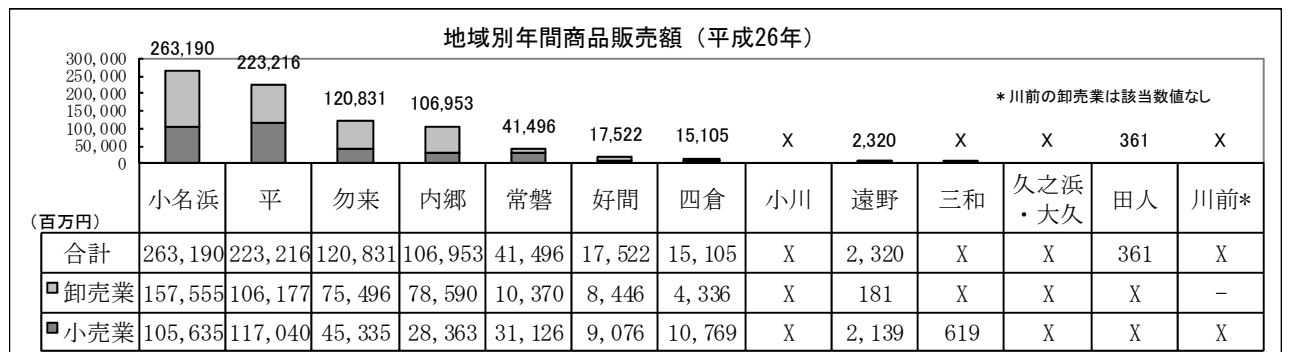 地域別年間商品販売額（平成26年）
263,190
223,216
120,831
106,953
41,496
17,522
15,105
X
2,320
X
X
361
X
＊川前の卸売業は該当数値なし
300,000
250,000
200,000
150,000
100,000
50,000
0
（百万円）
小名浜 平 勿来 内郷 常磐 好間 四倉 小川 遠野 三和 久之浜・大久 田人 川前*
合計 263,190 223,216 120,831 106,953 41,496 17,522 15,105 X 2,320 X X 361 X
卸売業 157,555 106,177 75,496 78,590 10,370 8,446 4,336 X 181 X X X －
小売業 105,635 117,040 45,335 28,363 31,126 9,076 10,769 X 2,139 619 X X X